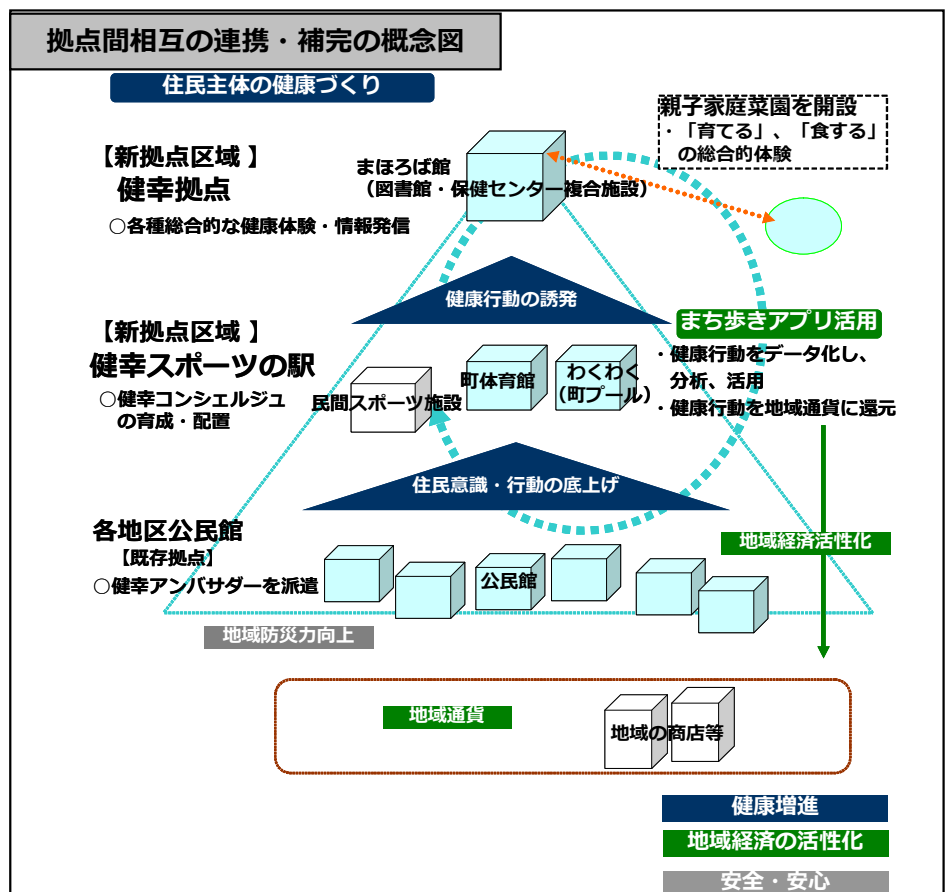 拠点間相互の連携・補完の概念図
住民主体の健康づくり
親子家庭菜園を開設
・「育てる」、「食する」
の総合的体験
【新拠点区域 】
健幸拠点
まほろば館
（図書館・保健センター複合施設）
○各種総合的な健康体験・情報発信
健康行動の誘発
【新拠点区域 】
健幸スポーツの駅
○健幸コンシェルジュ
の育成・配置
民間スポーツ施設
町体育館
わくわく
（町プール）
まち歩きアプリ活用
・健康行動をデータ化し、
分析、活用
・健康行動を地域通貨に還元
住民意識・行動の底上げ
各地区公民館
【既存拠点】
○健幸アンバサダーを派遣
公民館
地域経済活性化
地域防災力向上
地域通貨
地域の商店等
健康増進
地域経済の活性化
安全・安心